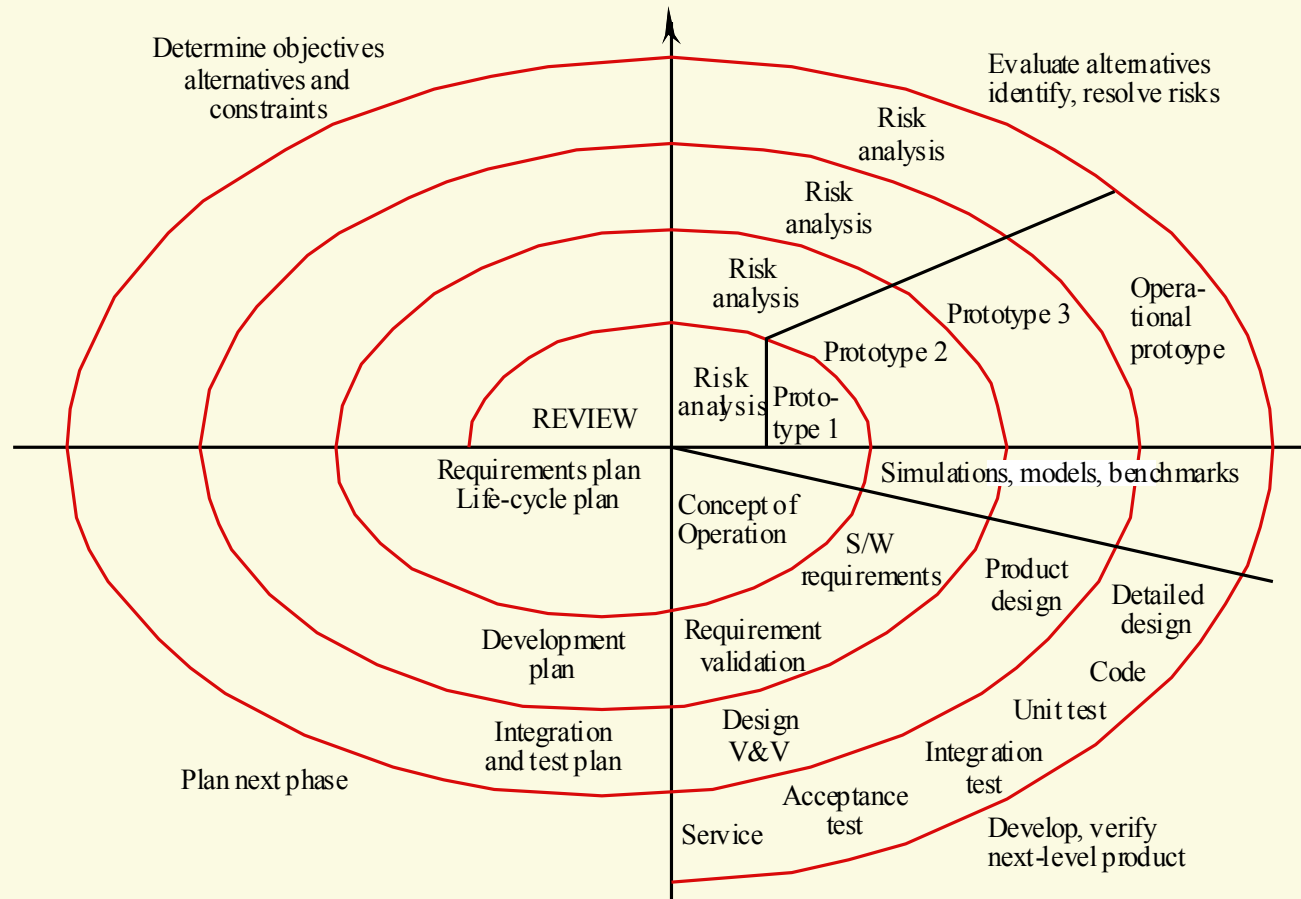 Determine objectives
alternatives and
constraints
Evaluate alternatives
identify, resolve risks
Risk
analysis
Risk
analysis
Risk
analysis
Risk
analysis
Proto-
type 1
Prototype 2
Prototype 3
Opera-
tional
protoype
REVIEW
Requirements plan
Life-cycle plan
Simulations, models, benchmarks
Concept of
Operation
S/W
requirements
Product
design
Detailed
design
Development
plan
Requirement
validation
Code
Unit test
Integration
and test plan
Design
V&V
Integration
test
Plan next phase
Acceptance
test
Service
Develop, verify
next-level product